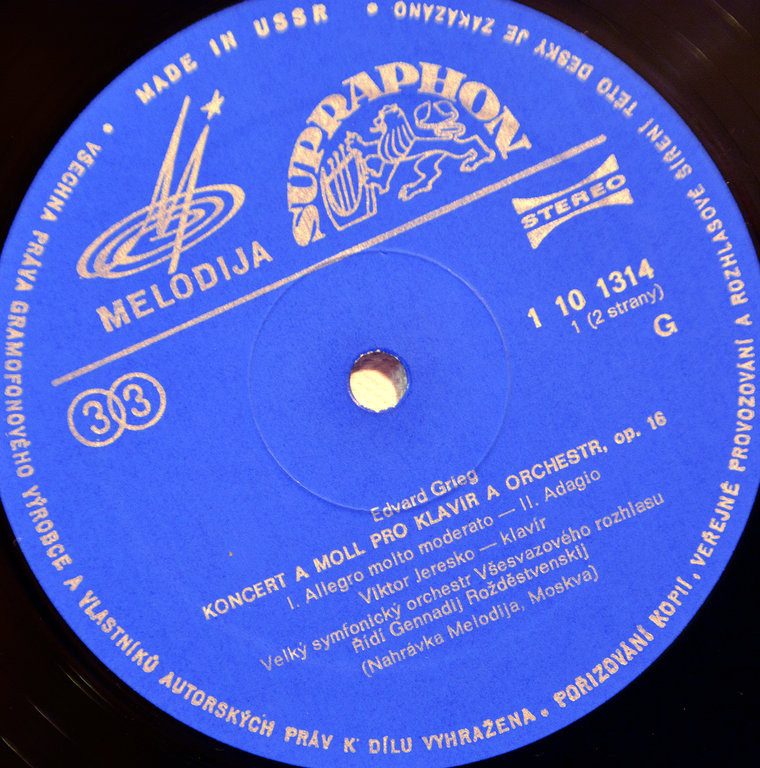 MADE IN USSR
SUPRAPHON
MELODIJA
STEREO
1 10 1314
1 (2 strany)
G
33
Edvard Grieg
KONCERT A MOLL PRO KLAVÍR A ORCHESTR, op. 16
I. Allegro molto moderato — II. Adagio
Viktor Jeresko — klavír
Velký symfonický orchestr Všesvazového rozhlasu
Řídí Gennadij Rožděstvenskij
(Nahrávka Melodija, Moskva)
• VŠECHNA PRÁVA GRAMOFONOVÉHO VÝROBCE A VLASTNÍKŮ AUTORSKÝCH PRÁV K DÍLU VYHRAŽENA. POŘIZOVÁNÍ KOPIÍ, VEŘEJNÉ PROVOZOVÁNÍ A ROZHLASOVÉ ŠÍŘENÍ TÉTO DESKY JE ZAKÁZÁNO •